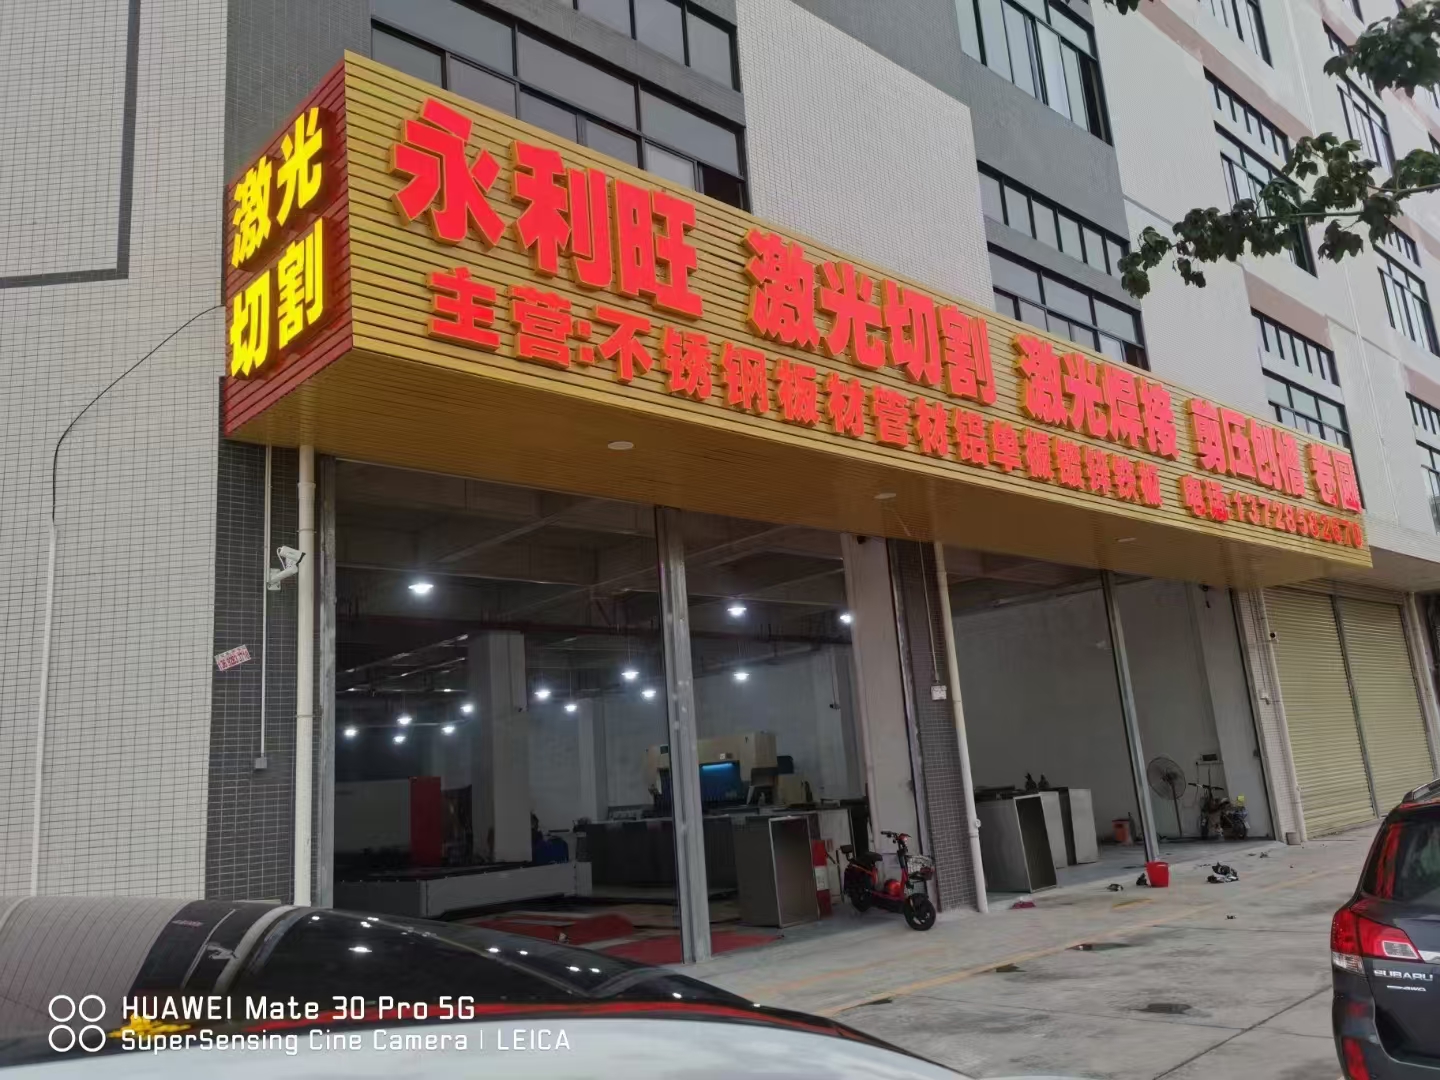 激光
切割
永利旺 激光切割 激光焊接 剪压刨槽 卷圆
主营:不锈钢板材管材铝单板镀锌铁板 电话:13728582670
SUBARU
HUAWEI Mate 30 Pro 5G
SuperSensing Cine Camera | LEICA